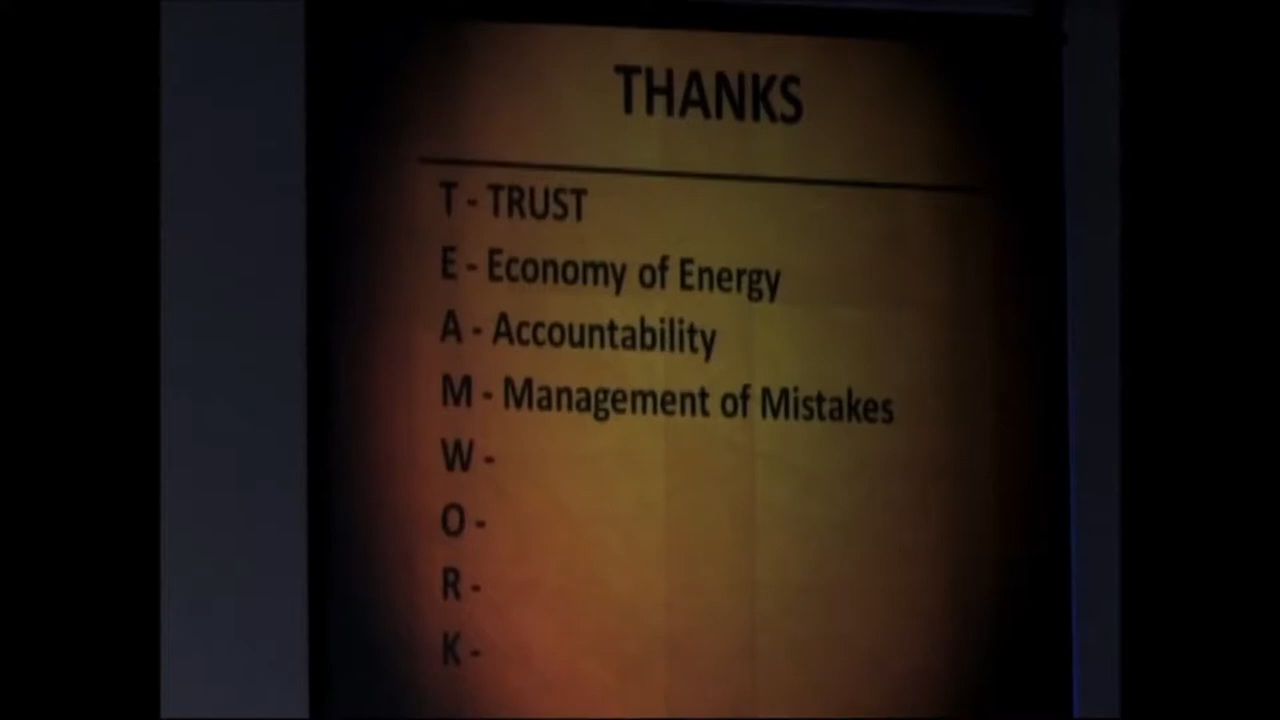 THANKS
T - TRUST
E - Economy of Energy
A - Accountability
M - Management of Mistakes
W -
O -
R -
K -